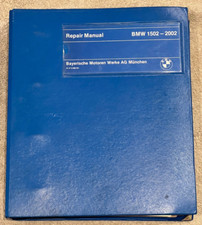 Repair Manual BMW 1502 – 2002
Bayerische Motoren Werke AG München